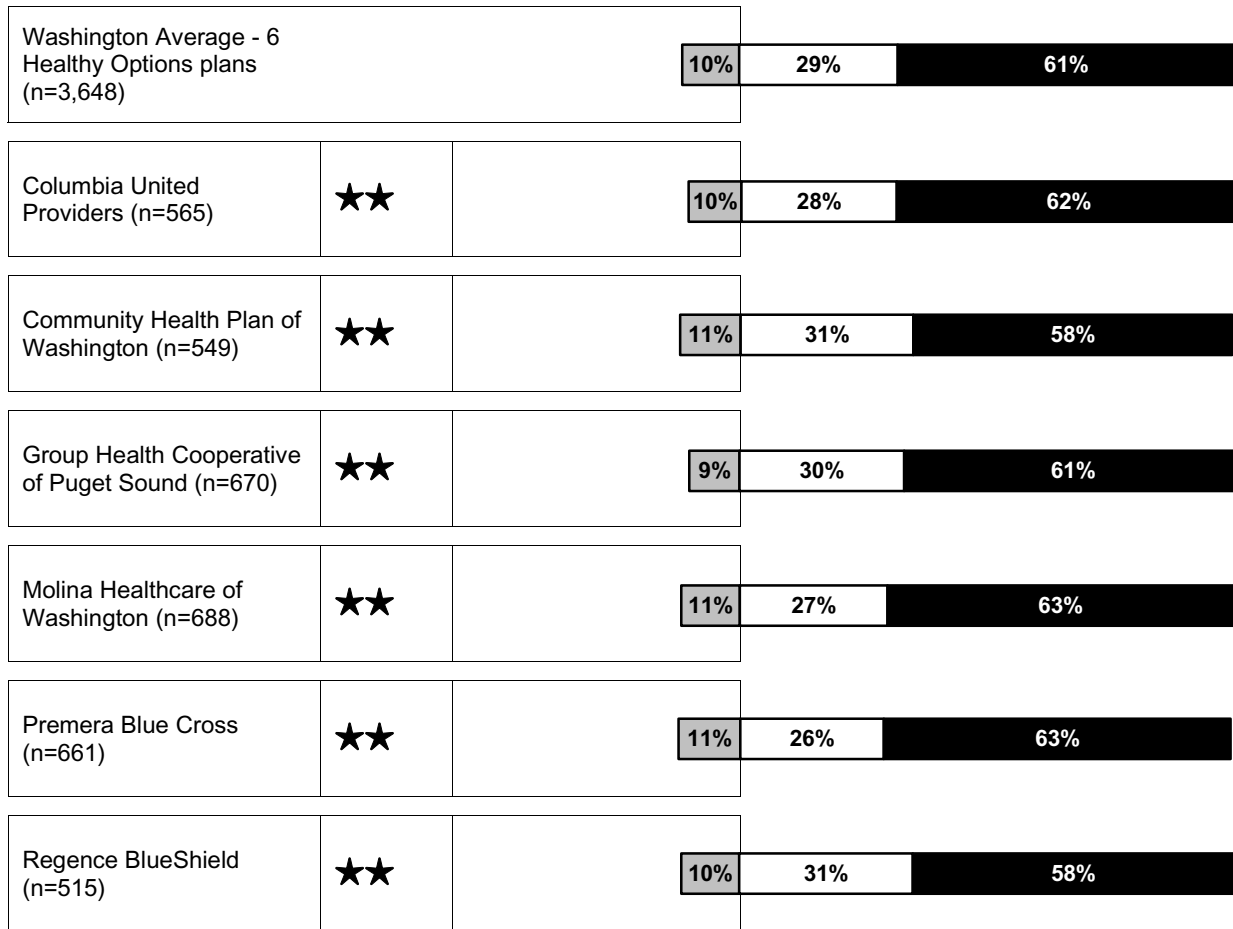 Washington Average - 6
Healthy Options plans
(n=3,648)
10% 29% 61%
Columbia United
Providers (n=565)
★★
10% 28% 62%
Community Health Plan of
Washington (n=549)
★★
11% 31% 58%
Group Health Cooperative
of Puget Sound (n=670)
★★
9% 30% 61%
Molina Healthcare of
Washington (n=688)
★★
11% 27% 63%
Premera Blue Cross
(n=661)
★★
11% 26% 63%
Regence BlueShield
(n=515)
★★
10% 31% 58%